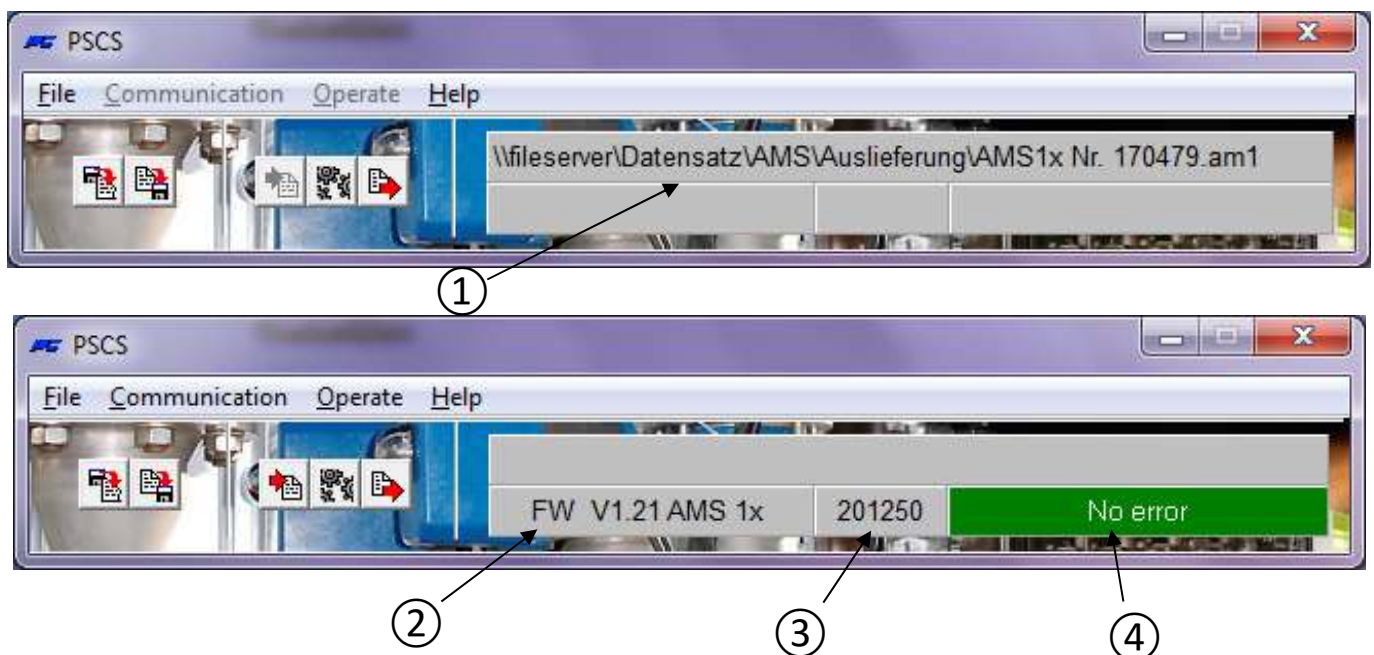 PSCS
File Communication Operate Help
\\fileserver\Datensatz\AMS\Auslieferung\AMS1x Nr. 170479.am1
①
PSCS
File Communication Operate Help
FW V1.21 AMS 1x 201250 No error
② ③ ④